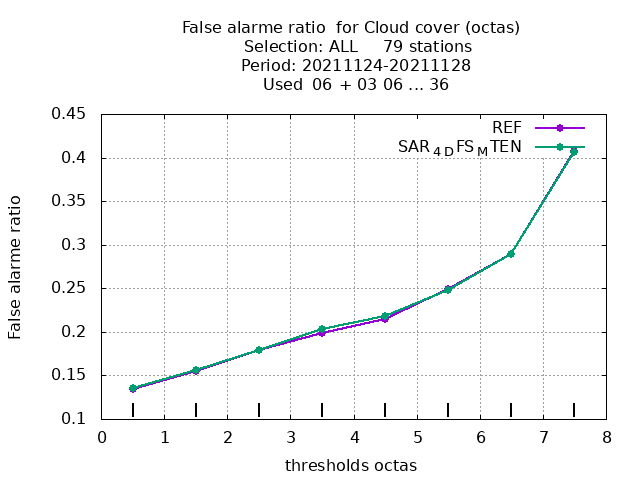 False alarme ratio  for Cloud cover (octas)
Selection: ALL     79 stations
Period: 20211124-20211128
Used  06 + 03 06 ... 36
REF
SAR4DFSMTEN
0.45
0.4
0.35
0.3
0.25
0.2
0.15
0.1
False alarme ratio
0 1 2 3 4 5 6 7 8
thresholds octas